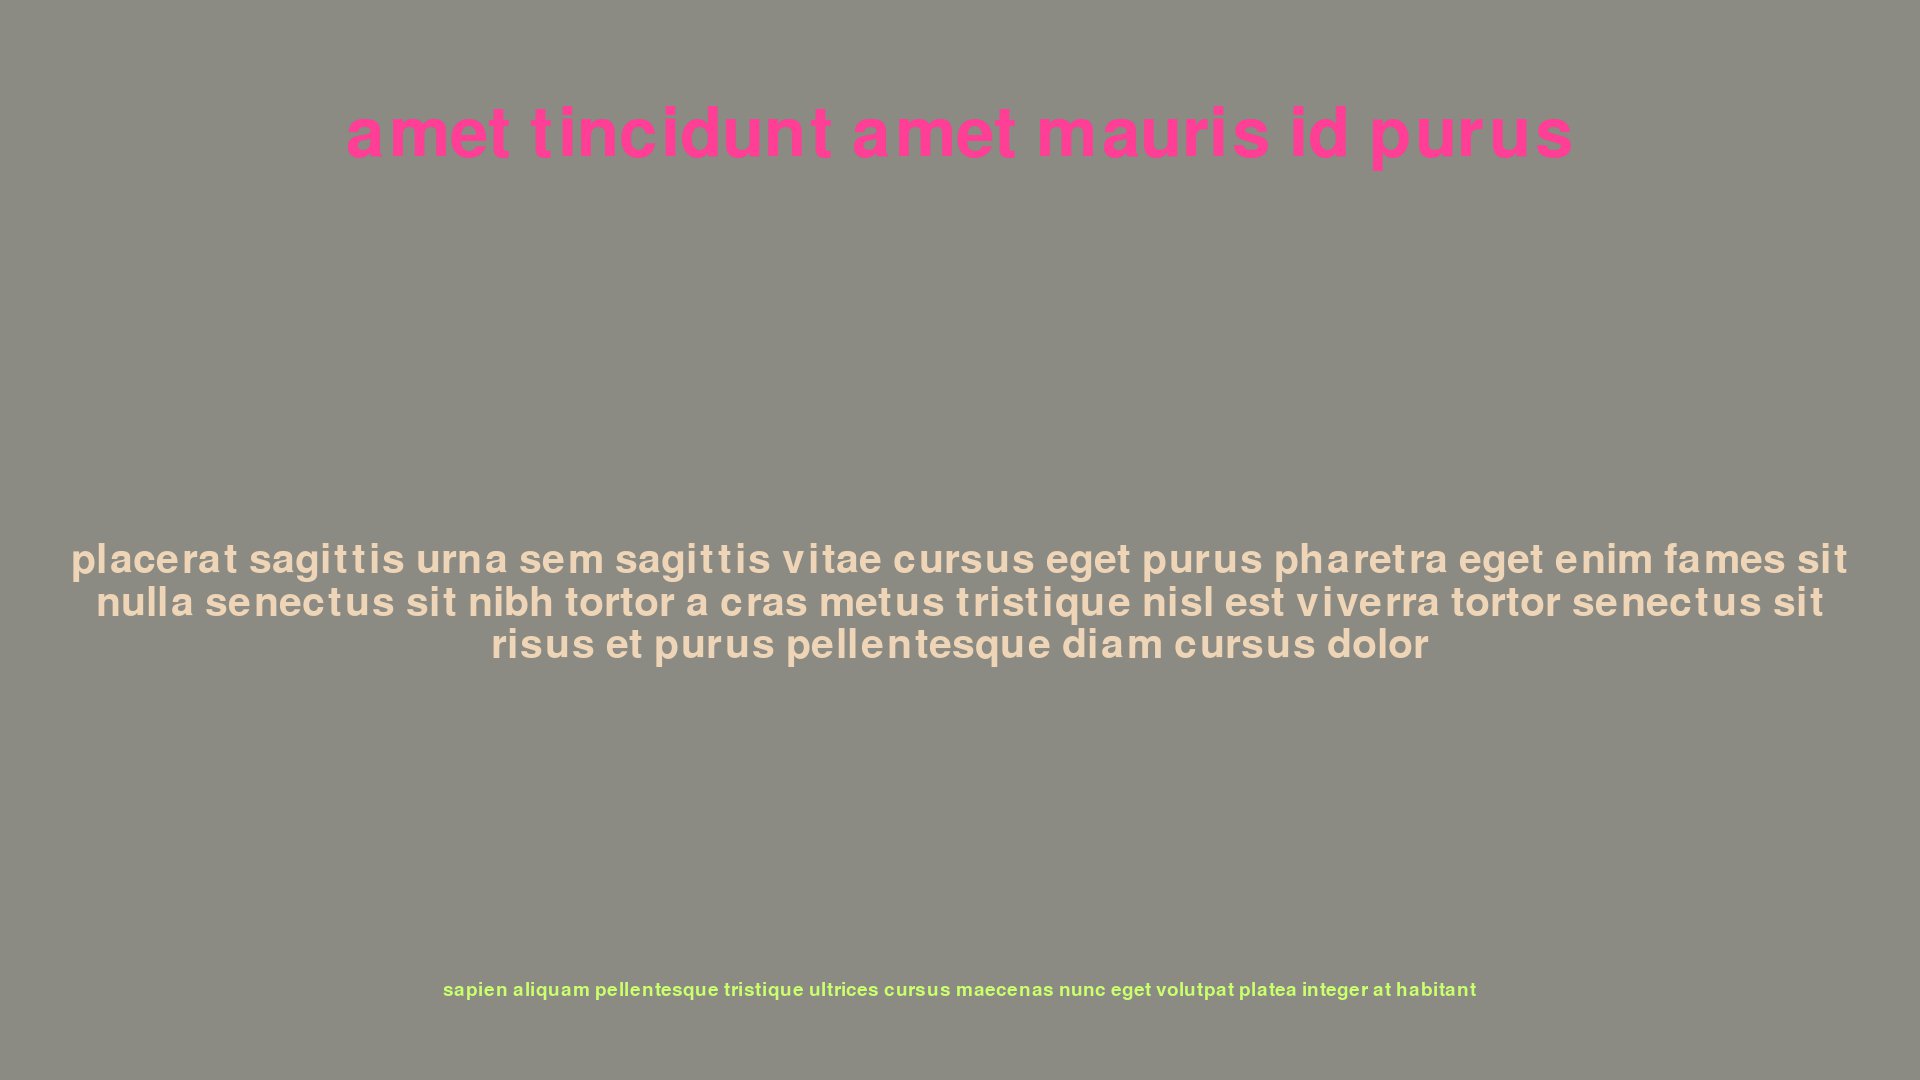 amet tincidunt amet mauris id purus
placerat sagittis urna sem sagittis vitae cursus eget purus pharetra eget enim fames sit
nulla senectus sit nibh tortor a cras metus tristique nisl est viverra tortor senectus sit
risus et purus pellentesque diam cursus dolor
sapien aliquam pellentesque tristique ultrices cursus maecenas nunc eget volutpat platea integer at habitant